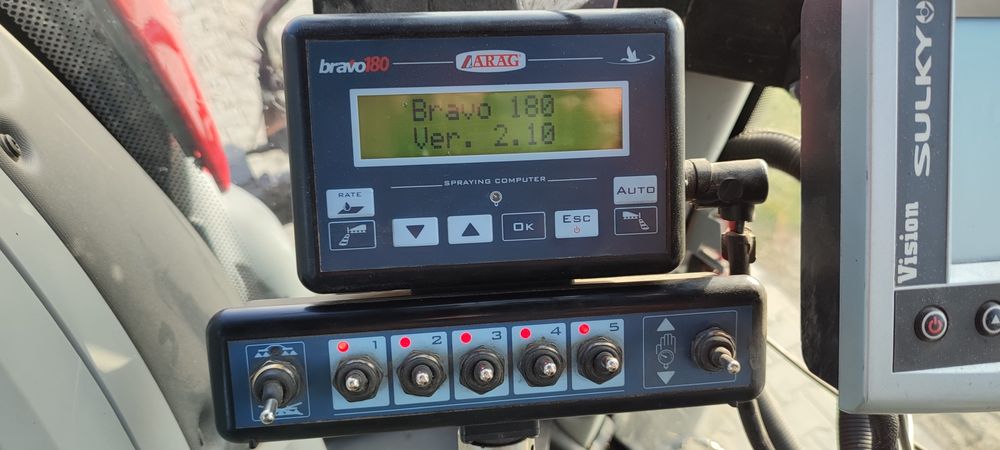 bravo180
ARAG
Bravo 180
Ver. 2.10
SPRAYING COMPUTER
RATE
AUTO
OK
ESC
1
2
3
4
5
Vision
SULKY